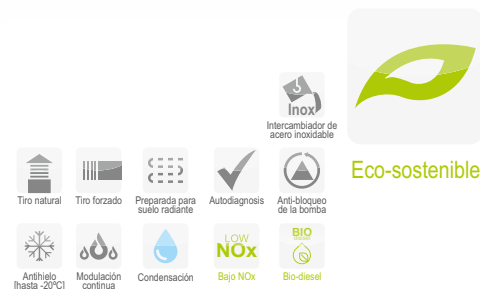 Inox
Intercambiador de
acero inoxidable
Eco-sostenible
Tiro natural
Tiro forzado
Preparada para
suelo radiante
Autodiagnosis
Anti-bloqueo
de la bomba
LOW
NOx
BIO
Antihielo
[hasta -20ºC]
Modulación
continua
Condensación
Bajo NOx
Bio-diesel